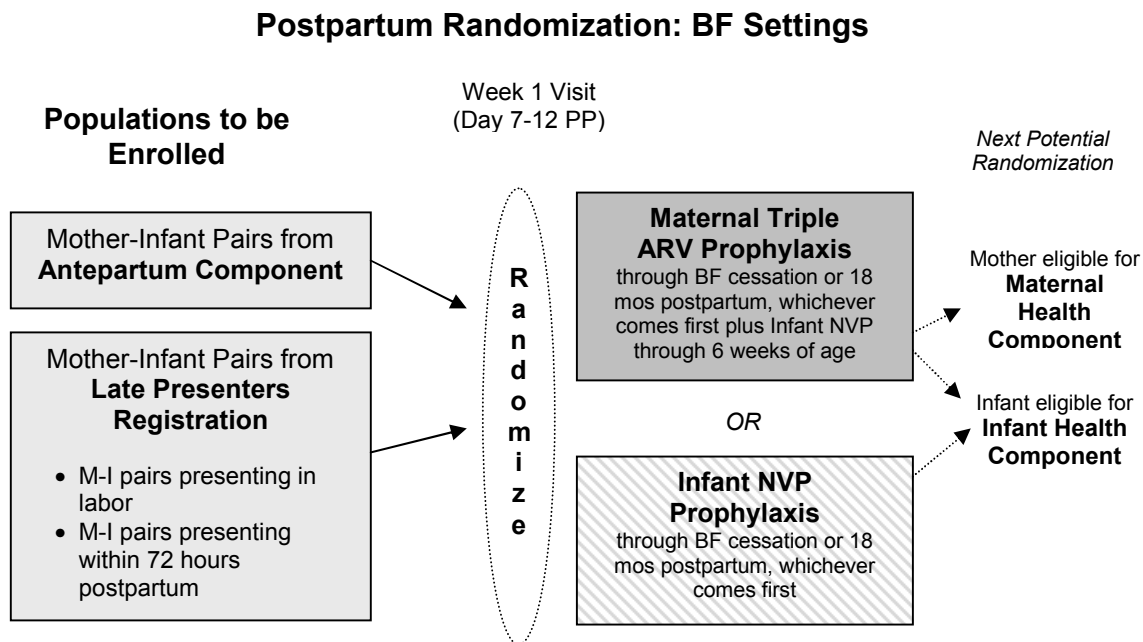 Postpartum Randomization: BF Settings
Week 1 Visit
(Day 7-12 PP)
Populations to be
Enrolled
Next Potential
Randomization
Mother-Infant Pairs from
Antepartum Component
Mother-Infant Pairs from
Late Presenters
Registration
• M-I pairs presenting in
labor
• M-I pairs presenting
within 72 hours
postpartum
Randomize
Maternal Triple
ARV Prophylaxis
through BF cessation or 18
mos postpartum, whichever
comes first plus Infant NVP
through 6 weeks of age
OR
Infant NVP
Prophylaxis
through BF cessation or 18
mos postpartum, whichever
comes first
Mother eligible for
Maternal
Health
Component
Infant eligible for
Infant Health
Component